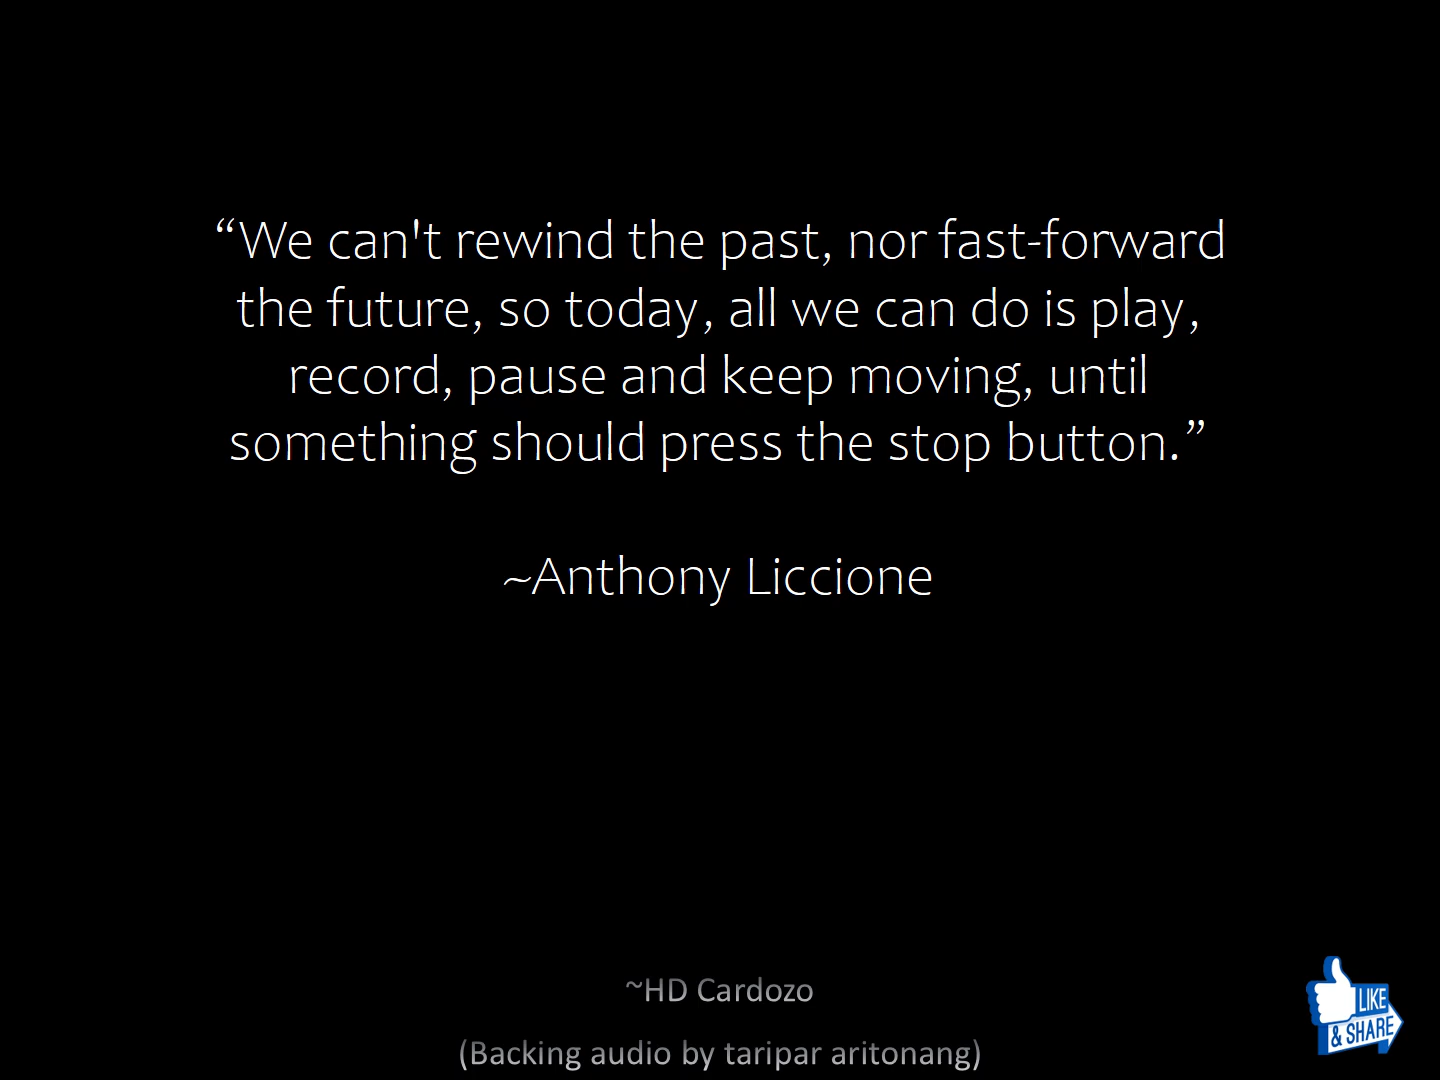 “We can't rewind the past, nor fast-forward
the future, so today, all we can do is play,
record, pause and keep moving, until
something should press the stop button.”
~Anthony Liccione
~HD Cardozo
(Backing audio by taripar aritonang)
LIKE
& SHARE